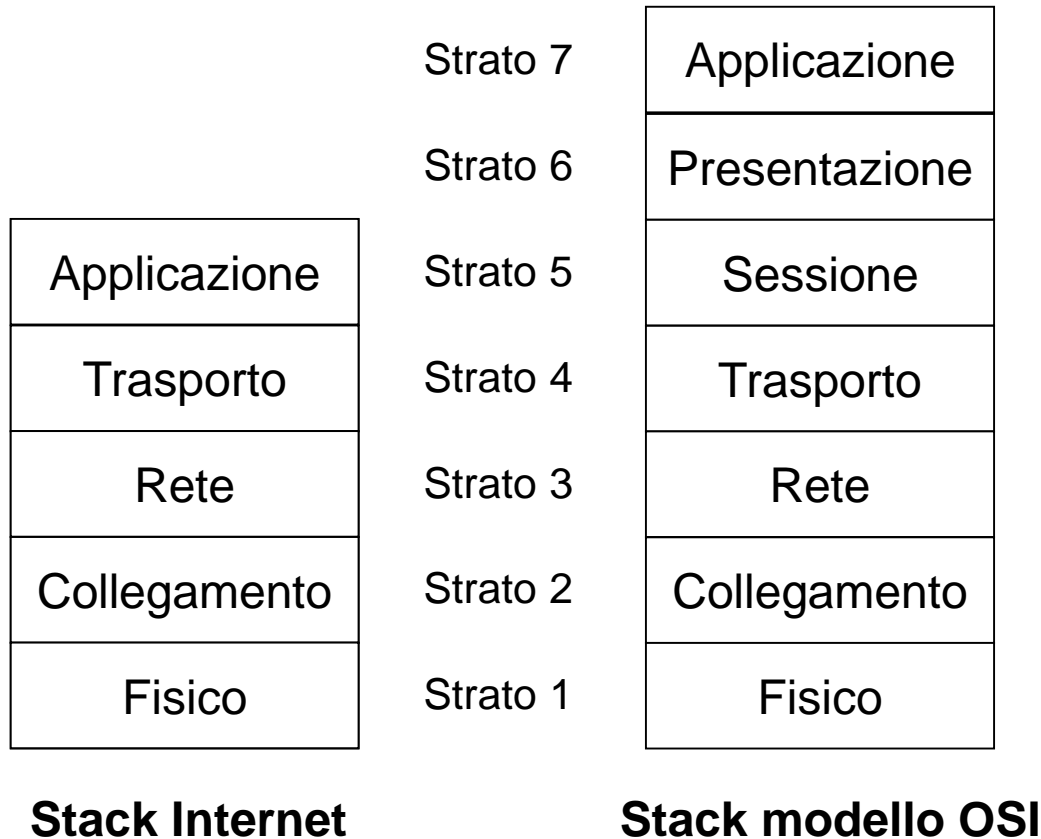 Strato 7 Applicazione
Strato 6 Presentazione
Applicazione Strato 5 Sessione
Trasporto Strato 4 Trasporto
Rete Strato 3 Rete
Collegamento Strato 2 Collegamento
Fisico Strato 1 Fisico
Stack Internet Stack modello OSI